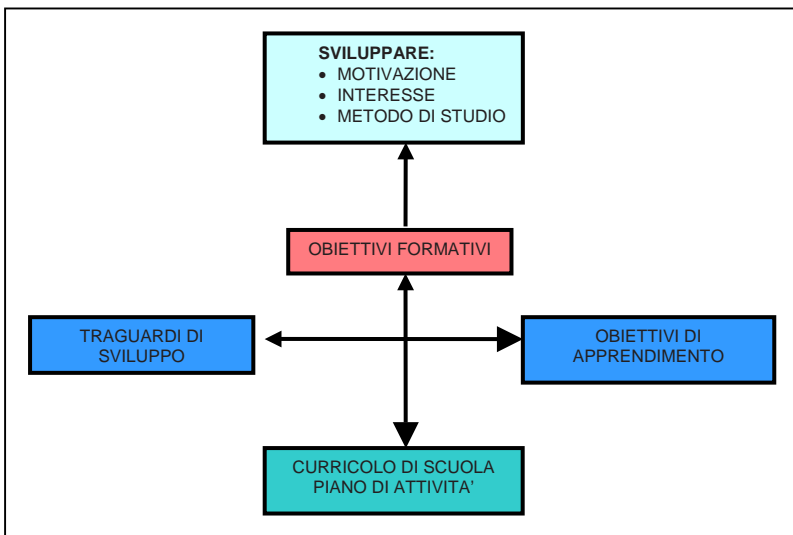 SVILUPPARE:
• MOTIVAZIONE
• INTERESSE
• METODO DI STUDIO
OBIETTIVI FORMATIVI
TRAGUARDI DI
SVILUPPO
OBIETTIVI DI
APPRENDIMENTO
CURRICOLO DI SCUOLA
PIANO DI ATTIVITA’